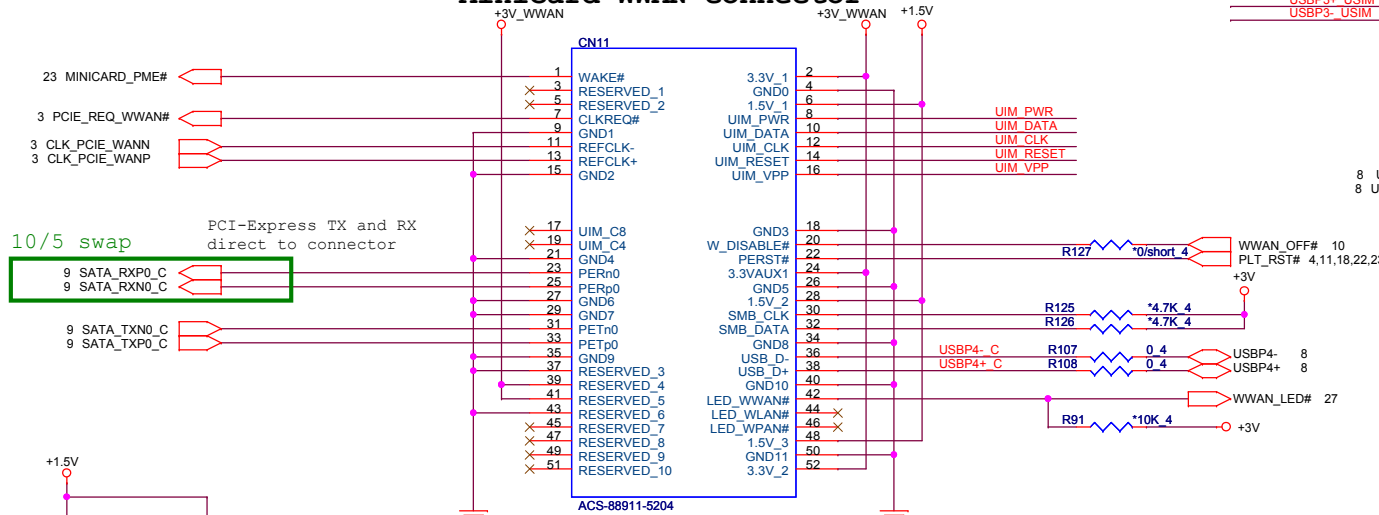 MiniCard WWAN Connector
+3V_WWAN
+3V_WWAN
+1.5V
USBP3+_USIM
USBP3-_USIM
CN11
23 MINICARD_PME#
3 PCIE_REQ_WWAN#
3 CLK_PCIE_WANN
3 CLK_PCIE_WANP
1 WAKE#
3 RESERVED_1
5 RESERVED_2
7 CLKREQ#
9 GND1
11 REFCLK-
13 REFCLK+
15 GND2
3.3V_1 2
GND0 4
1.5V_1 6
UIM_PWR 8 UIM_PWR
UIM_DATA 10 UIM_DATA
UIM_CLK 12 UIM_CLK
UIM_RESET 14 UIM_RESET
UIM_VPP 16 UIM_VPP
8 U
8 U
10/5 swap
PCI-Express TX and RX
direct to connector
9 SATA_RXP0_C
9 SATA_RXN0_C
9 SATA_TXN0_C
9 SATA_TXP0_C
17 UIM_C8
19 UIM_C4
21 GND4
23 PERn0
25 PERp0
27 GND6
29 GND7
31 PETn0
33 PETp0
35 GND9
37 RESERVED_3
39 RESERVED_4
41 RESERVED_5
43 RESERVED_6
45 RESERVED_7
47 RESERVED_8
49 RESERVED_9
51 RESERVED_10
GND3 18
W_DISABLE# 20
PERST# 22
3.3VAUX1 24
GND5 26
1.5V_2 28
SMB_CLK 30
SMB_DATA 32
GND8 34
USB_D- 36
USB_D+ 38
GND10 40
LED_WWAN# 42
LED_WLAN# 44
LED_WPAN# 46
1.5V_3 48
GND11 50
3.3V_2 52
R127 *0/short_4
WWAN_OFF# 10
PLT_RST# 4,11,18,22,23
+3V
R125 *4.7K_4
R126 *4.7K_4
USBP4-_C R107 0_4 USBP4- 8
USBP4+_C R108 0_4 USBP4+ 8
WWAN_LED# 27
R91 *10K_4 +3V
+1.5V
ACS-88911-5204